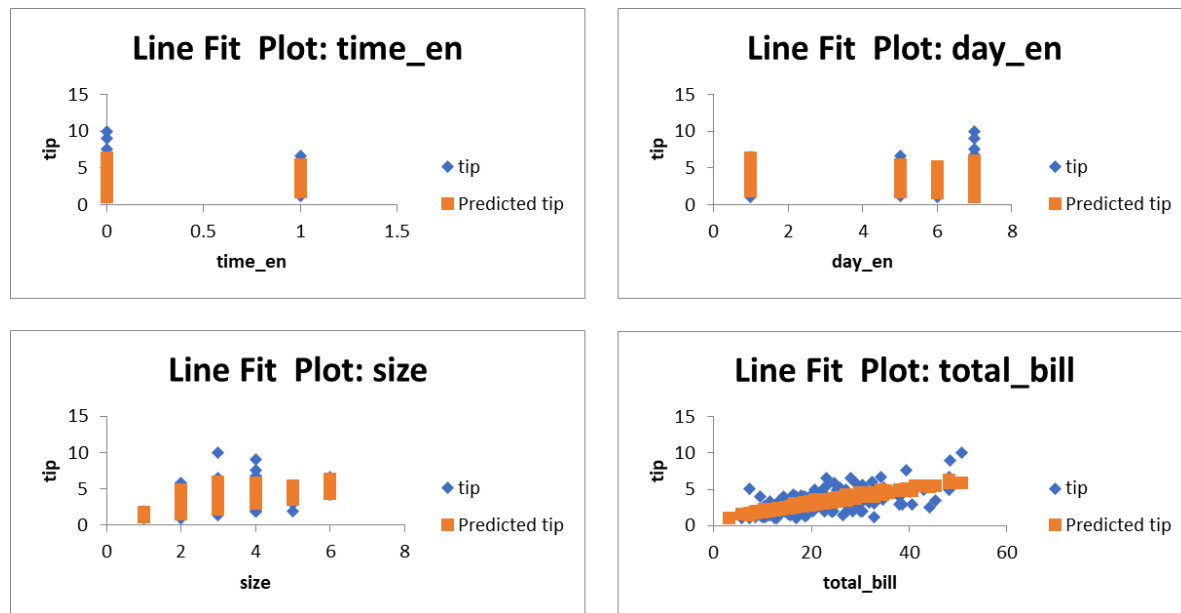 Line Fit  Plot: time_en
15
10
5
0
tip
0 0.5 1 1.5
time_en
tip
Predicted tip
Line Fit  Plot: day_en
15
10
5
0
tip
0 2 4 6 8
day_en
tip
Predicted tip
Line Fit  Plot: size
15
10
5
0
tip
0 2 4 6 8
size
tip
Predicted tip
Line Fit  Plot: total_bill
15
10
5
0
tip
0 20 40 60
total_bill
tip
Predicted tip